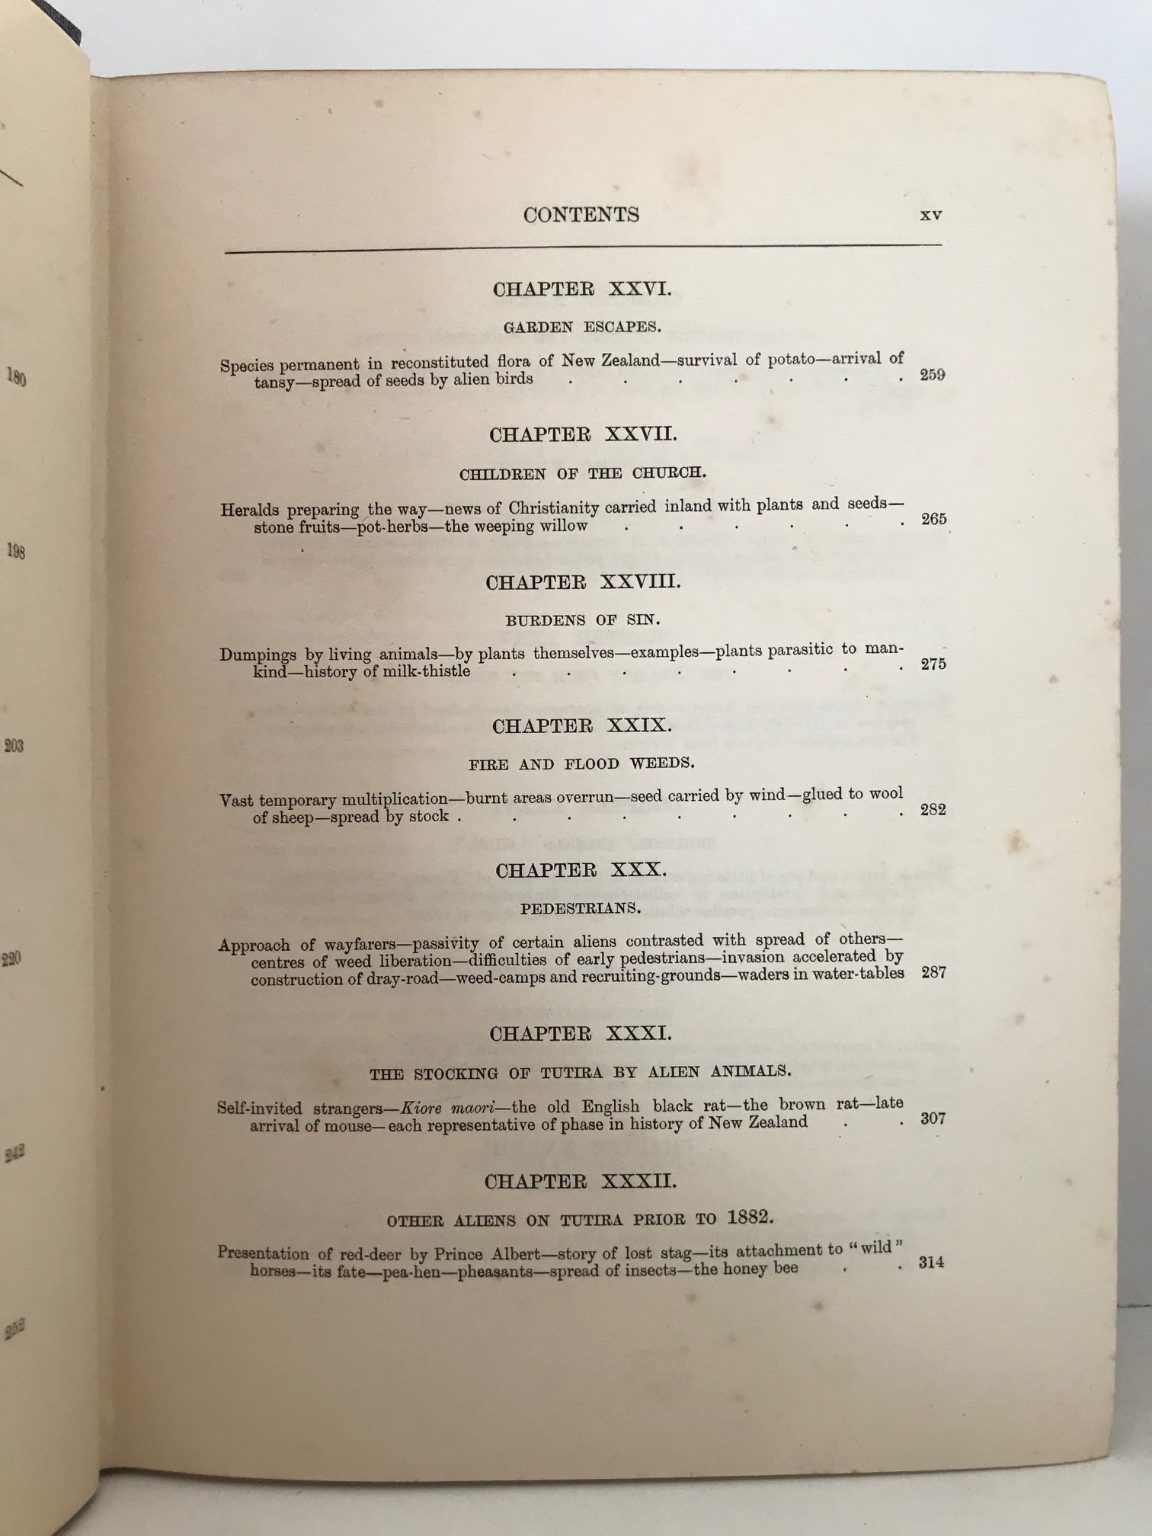 CONTENTS xv
CHAPTER XXVI.
GARDEN ESCAPES.
Species permanent in reconstituted flora of New Zealand—survival of potato—arrival of
tansy—spread of seeds by alien birds . . . . . . . 259
CHAPTER XXVII.
CHILDREN OF THE CHURCH.
Heralds preparing the way—news of Christianity carried inland with plants and seeds—
stone fruits—pot-herbs—the weeping willow . . . . . . 265
CHAPTER XXVIII.
BURDENS OF SIN.
Dumpings by living animals—by plants themselves—examples—plants parasitic to man-
kind—history of milk-thistle . . . . . . . . 275
CHAPTER XXIX.
FIRE AND FLOOD WEEDS.
Vast temporary multiplication—burnt areas overrun—seed carried by wind—glued to wool
of sheep—spread by stock . . . . . . . . . 282
CHAPTER XXX.
PEDESTRIANS.
Approach of wayfarers—passivity of certain aliens contrasted with spread of others—
centres of weed liberation—difficulties of early pedestrians—invasion accelerated by
construction of dray-road—weed-camps and recruiting-grounds—waders in water-tables 287
CHAPTER XXXI.
THE STOCKING OF TUTIRA BY ALIEN ANIMALS.
Self-invited strangers—Kiore maori—the old English black rat—the brown rat—late
arrival of mouse—each representative of phase in history of New Zealand . . 307
CHAPTER XXXII.
OTHER ALIENS ON TUTIRA PRIOR TO 1882.
Presentation of red-deer by Prince Albert—story of lost stag—its attachment to "wild"
horses—its fate—pea-hen—pheasants—spread of insects—the honey bee . . 314
180
198
203
220
242
252